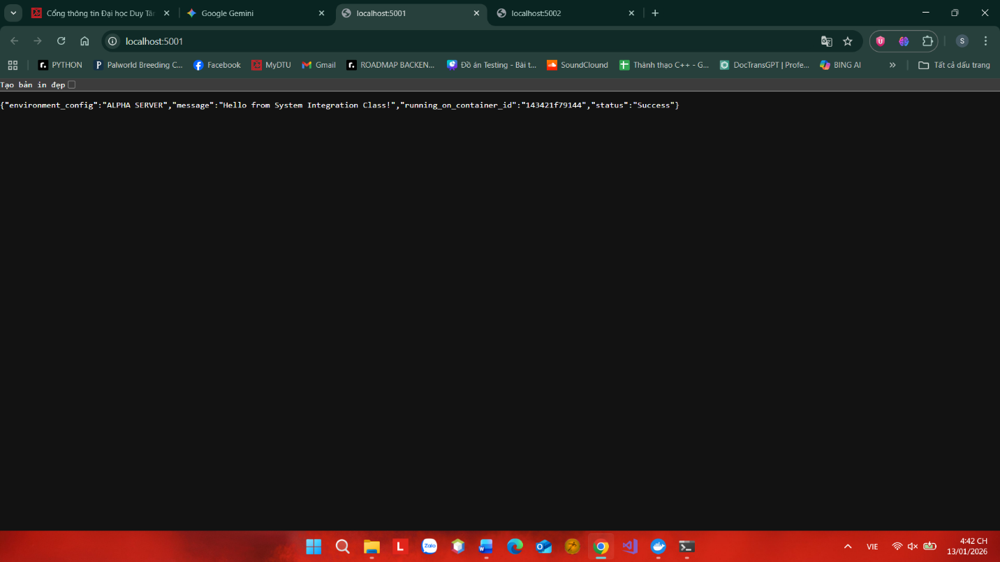 Cổng thông tin Đại học Duy Tân
Google Gemini
localhost:5001
localhost:5002
localhost:5001
S
PYTHON
Palworld Breeding C...
Facebook
MyDTU
Gmail
ROADMAP BACKEN...
Đồ án Testing - Bài t...
SoundClound
Thành thạo C++ - G...
DocTransGPT | Profe...
BING AI
»
Tất cả dấu trang
Tạo bản in đẹp
{"environment_config":"ALPHA SERVER","message":"Hello from System Integration Class!","running_on_container_id":"143421f79144","status":"Success"}
L
Zalo
VIE
4:42 CH
13/01/2026